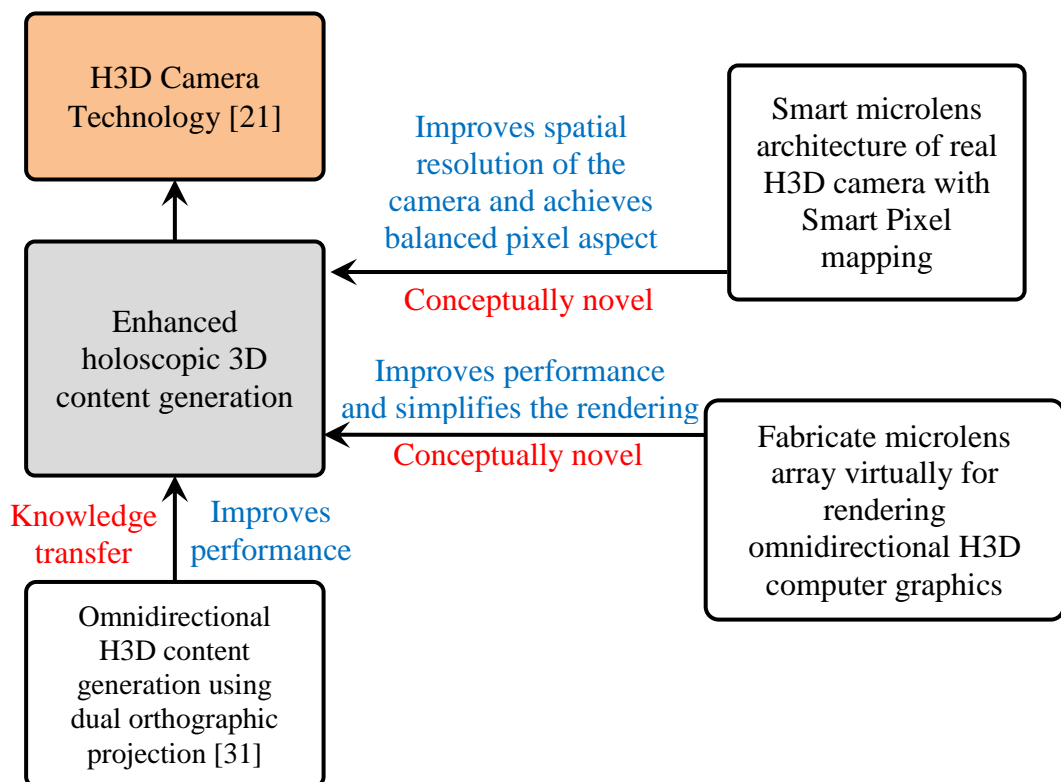 H3D Camera
Technology [21]
Improves spatial
resolution of the
camera and achieves
balanced pixel aspect
Conceptually novel
Smart microlens
architecture of real
H3D camera with
Smart Pixel
mapping
Enhanced
holoscopic 3D
content generation
Improves performance
and simplifies the rendering
Conceptually novel
Fabricate microlens
array virtually for
rendering
omnidirectional H3D
computer graphics
Knowledge
transfer
Improves
performance
Omnidirectional
H3D content
generation using
dual orthographic
projection [31]